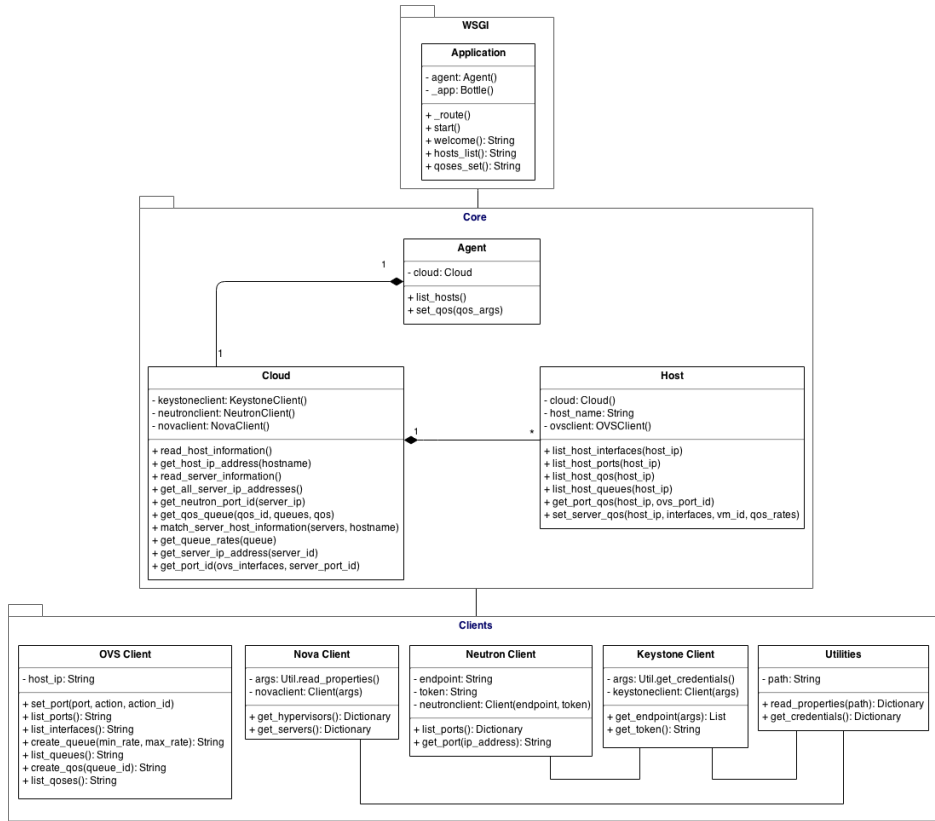 WSGI
Application
- agent: Agent()
- _app: Bottle()
+ _route()
+ start()
+ welcome(): String
+ hosts_list(): String
+ qoses_set(): String
Core
Agent
- cloud: Cloud
+ list_hosts()
+ set_qos(qos_args)
1
1
Cloud
- keystoneclient: KeystoneClient()
- neutronclient: NeutronClient()
- novaclient: NovaClient()
+ read_host_information()
+ get_host_ip_address(hostname)
+ read_server_information()
+ get_all_server_ip_addresses()
+ get_neutron_port_id(server_ip)
+ get_qos_queue(qos_id, queues, qos)
+ match_server_host_information(servers, hostname)
+ get_queue_rates(queue)
+ get_server_ip_address(server_id)
+ get_port_id(ovs_interfaces, server_port_id)
1
*
Host
- cloud: Cloud()
- host_name: String
- ovsclient: OVSClient()
+ list_host_interfaces(host_ip)
+ list_host_ports(host_ip)
+ list_host_qos(host_ip)
+ list_host_queues(host_ip)
+ get_port_qos(host_ip, ovs_port_id)
+ set_server_qos(host_ip, interfaces, vm_id, qos_rates)
Clients
OVS Client
- host_ip: String
+ set_port(port, action, action_id)
+ list_ports(): String
+ list_interfaces(): String
+ create_queue(min_rate, max_rate): String
+ list_queues(): String
+ create_qos(queue_id): String
+ list_qoses(): String
Nova Client
- args: Util.read_properties()
- novaclient: Client(args)
+ get_hypervisors(): Dictionary
+ get_servers(): Dictionary
Neutron Client
- endpoint: String
- token: String
- neutronclient: Client(endpoint, token)
+ list_ports(): Dictionary
+ get_port(ip_address): String
Keystone Client
- args: Util.get_credentials()
- keystoneclient: Client(args)
+ get_endpoint(args): List
+ get_token(): String
Utilities
- path: String
+ read_properties(path): Dictionary
+ get_credentials(): Dictionary